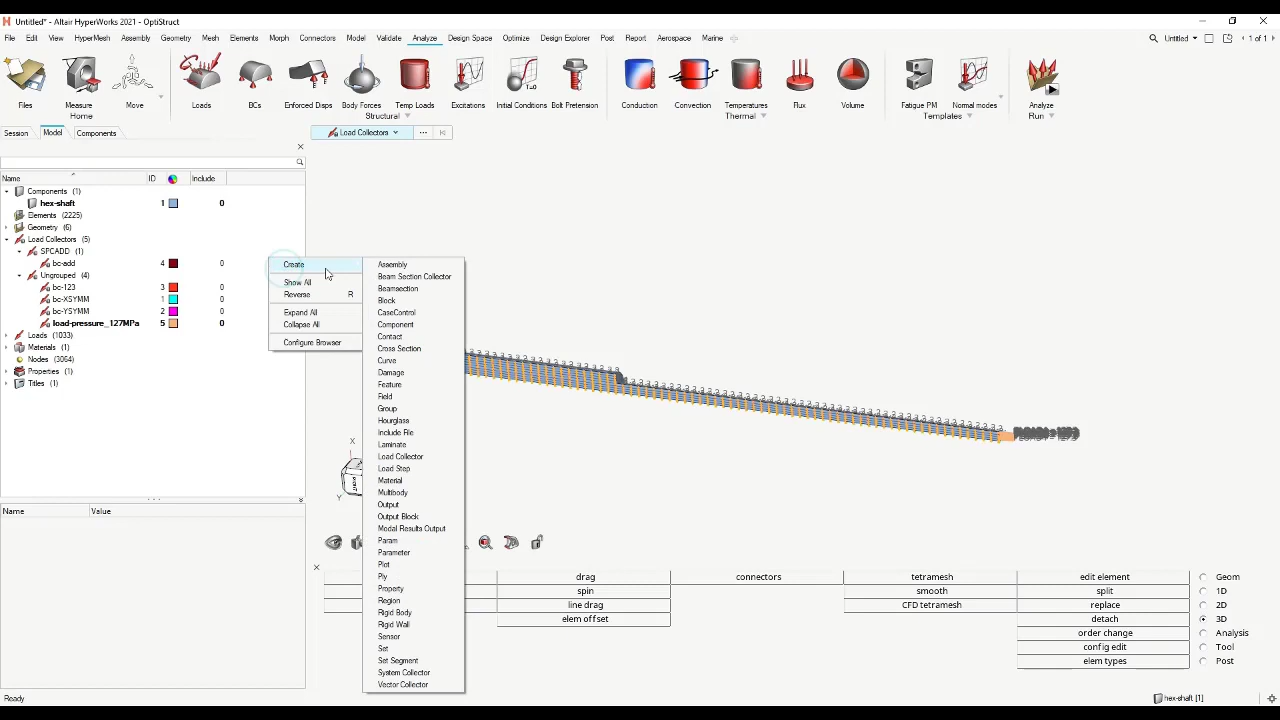 Untitled* - Altair HyperWorks 2021 - OptiStruct
File Edit View HyperMesh Assembly Geometry Mesh Elements Morph Connectors Model Validate Analyze Design Space Optimize Design Explorer Post Report Aerospace Marine Untitled 1 of 1
T=0
Files Measure Move Loads BCs Enforced Disps Body Forces Temp Loads Excitations Initial Conditions Bolt Pretension Conduction Convection Temperatures Flux Volume Fatigue PM Normal modes Analyze
Home Structural Thermal Templates Run
Session Model Components
Load Collectors
Name ID Include
Components (1)
hex-shaft 1 0
Elements (2225)
Geometry (6)
Load Collectors (5)
SPCADD (1)
bc-add 4 0
Ungrouped (4)
bc-123 3
bc-XSYMM 1
bc-YSYMM 2
load-pressure_127MPa 5 0
Loads (1033)
Materials (1)
Nodes (3064)
Properties (1)
Titles (1)
Create
Show All
Reverse R
Expand All
Collapse All
Configure Browser
Assembly
Beam Section Collector
Beamsection
Block
CaseControl
Component
Contact
Cross Section
Curve
Damage
Feature
Field
Group
Hourglass
Include File
Laminate
Load Collector
Load Step
Material
Multibody
Output
Output Block
Modal Results Output
Param
Parameter
Plot
Ply
Property
Region
Rigid Body
Rigid Wall
Sensor
Set
Set Segment
System Collector
Vector Collector
X
Y
Name Value
drag connectors tetramesh edit element Geom
spin smooth split 1D
line drag CFD tetramesh replace 2D
elem offset detach 3D
order change Analysis
config edit Tool
elem types Post
Ready hex-shaft [1]